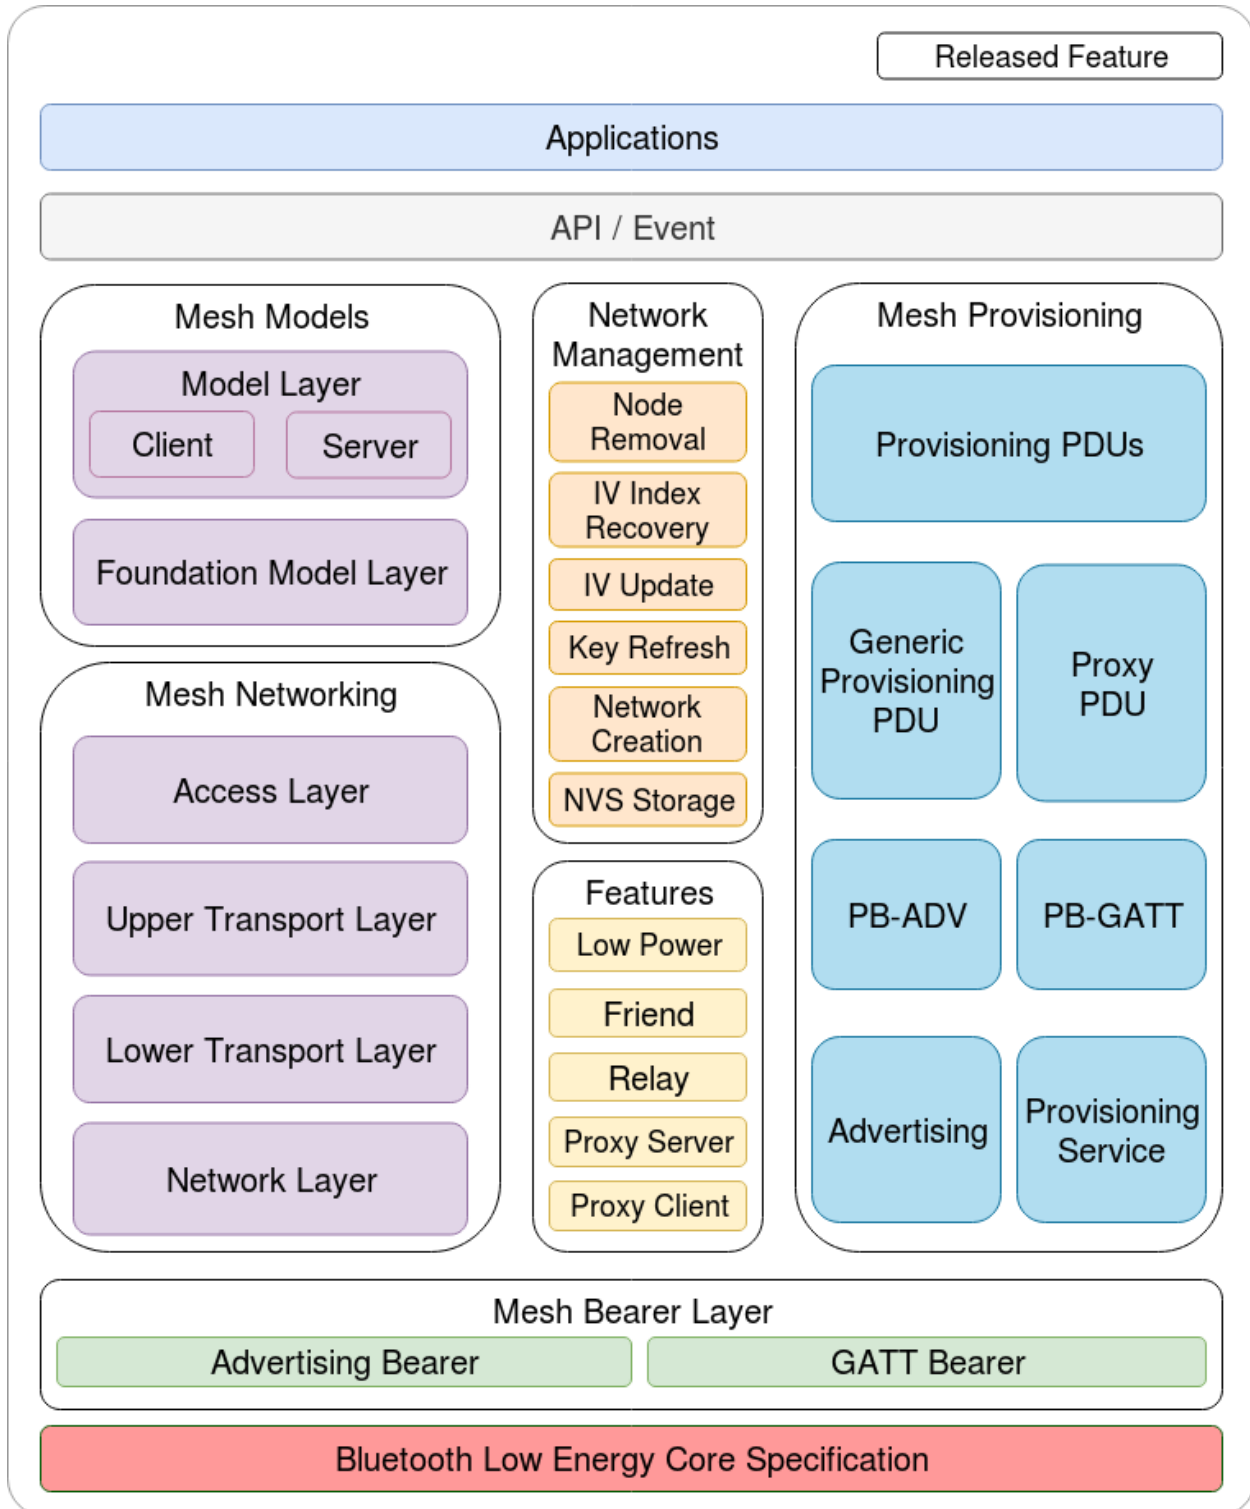 Released Feature
Applications
API / Event
Mesh Models
Model Layer
Client
Server
Foundation Model Layer
Mesh Networking
Access Layer
Upper Transport Layer
Lower Transport Layer
Network Layer
Network
Management
Node
Removal
IV Index
Recovery
IV Update
Key Refresh
Network
Creation
NVS Storage
Features
Low Power
Friend
Relay
Proxy Server
Proxy Client
Mesh Provisioning
Provisioning PDUs
Generic
Provisioning
PDU
Proxy
PDU
PB-ADV
PB-GATT
Advertising
Provisioning
Service
Mesh Bearer Layer
Advertising Bearer
GATT Bearer
Bluetooth Low Energy Core Specification